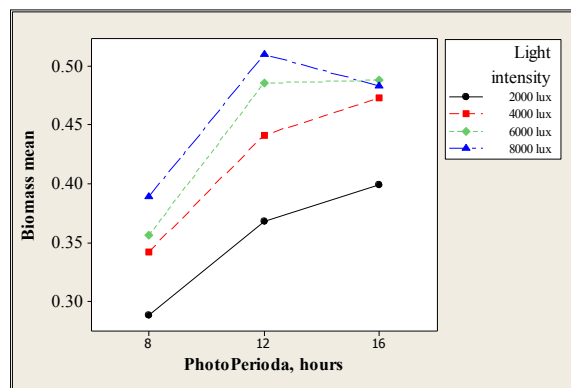 Light
intensity
2000 lux
4000 lux
6000 lux
8000 lux
0.50
0.45
0.40
0.35
0.30
Biomass mean
8
12
16
PhotoPerioda, hours